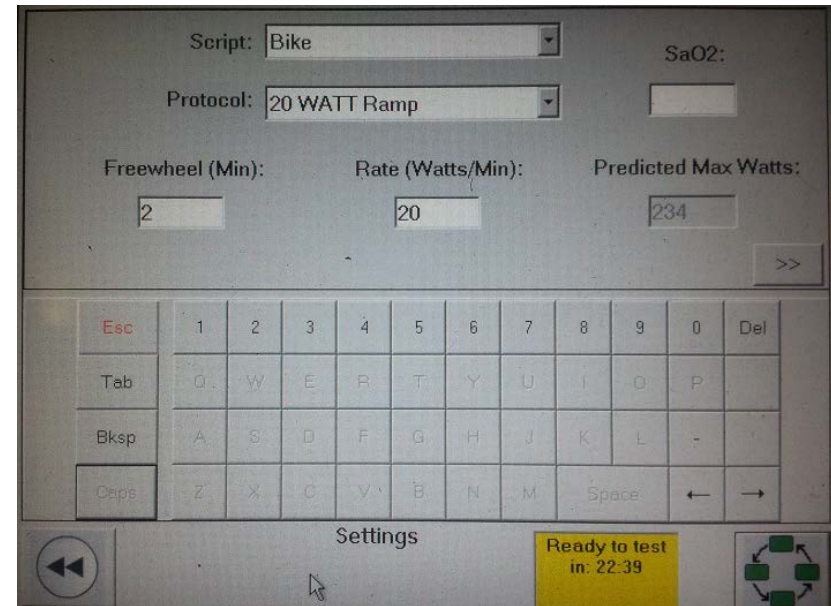 Script: Bike
SaO2:
Protocol: 20 WATT Ramp
Freewheel (Min): Rate (Watts/Min): Predicted Max Watts:
2 20 234
>>
Esc 1 2 3 4 5 6 7 8 9 0 Del
Tab Q W E R T Y U I O P
Bksp A S D F G H J K L -
Caps Z X C V B N M Space ← →
Settings
Ready to test
in: 22:39